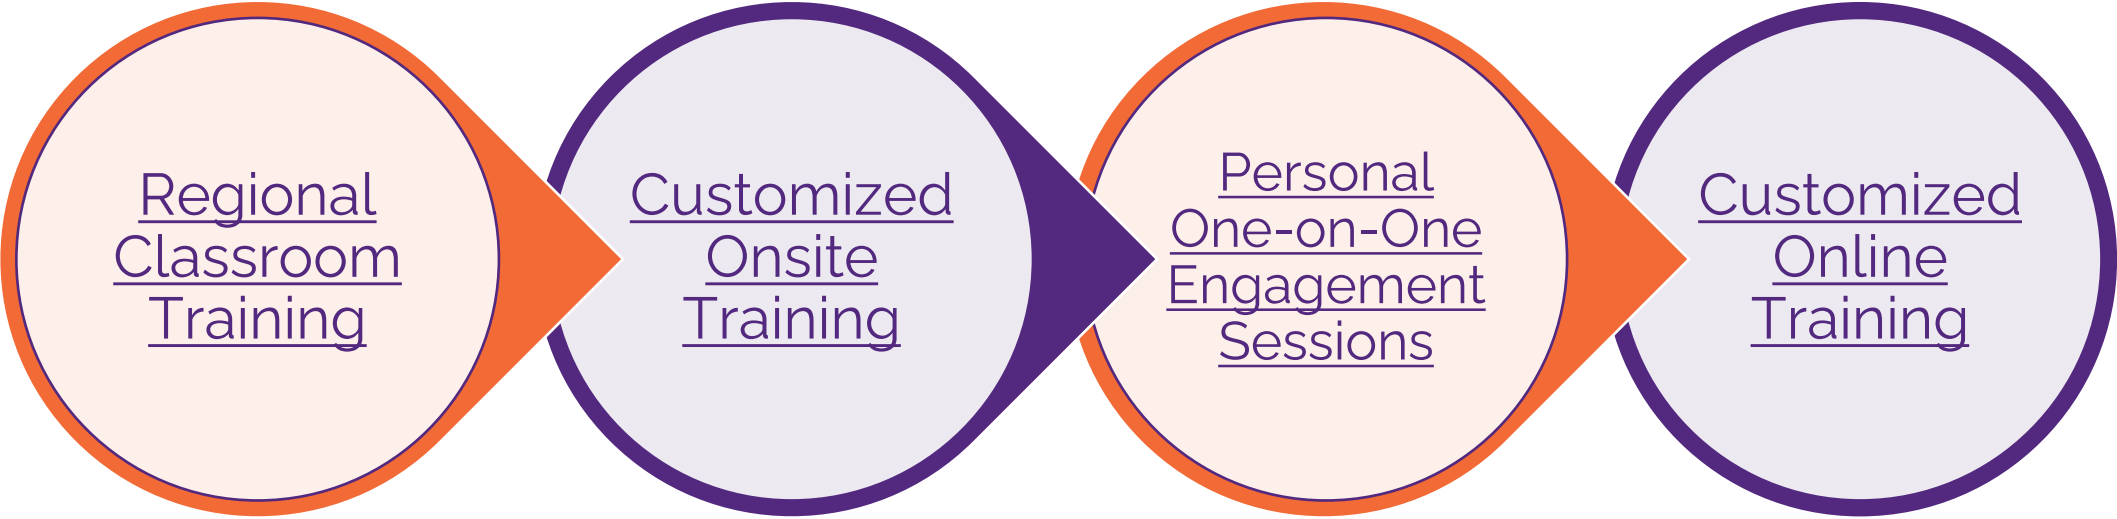 Regional
Classroom
Training
Customized
Onsite
Training
Personal
One-on-One
Engagement
Sessions
Customized
Online
Training